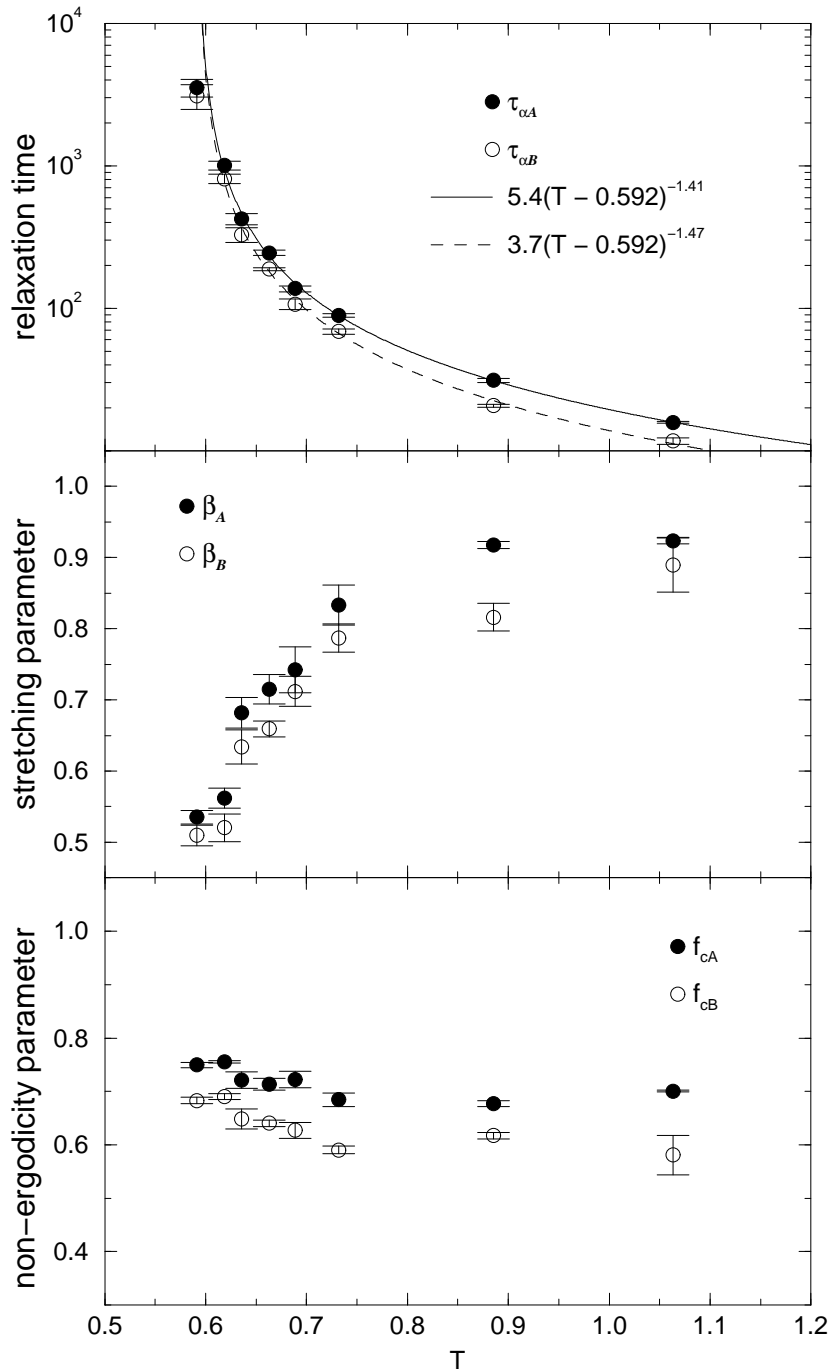 relaxation time
10^4
10^3
10^2
τ_αA
τ_αB
5.4(T − 0.592)^−1.41
3.7(T − 0.592)^−1.47
stretching parameter
1.0
0.9
0.8
0.7
0.6
0.5
β_A
β_B
non−ergodicity parameter
1.0
0.8
0.6
0.4
f_cA
f_cB
0.5 0.6 0.7 0.8 0.9 1.0 1.1 1.2
T